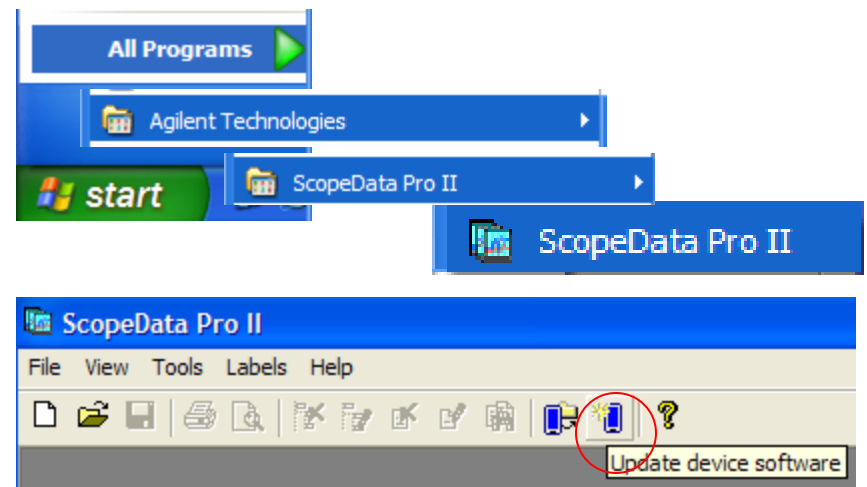 All Programs
Agilent Technologies
ScopeData Pro II
start
ScopeData Pro II
ScopeData Pro II
File View Tools Labels Help
Update device software